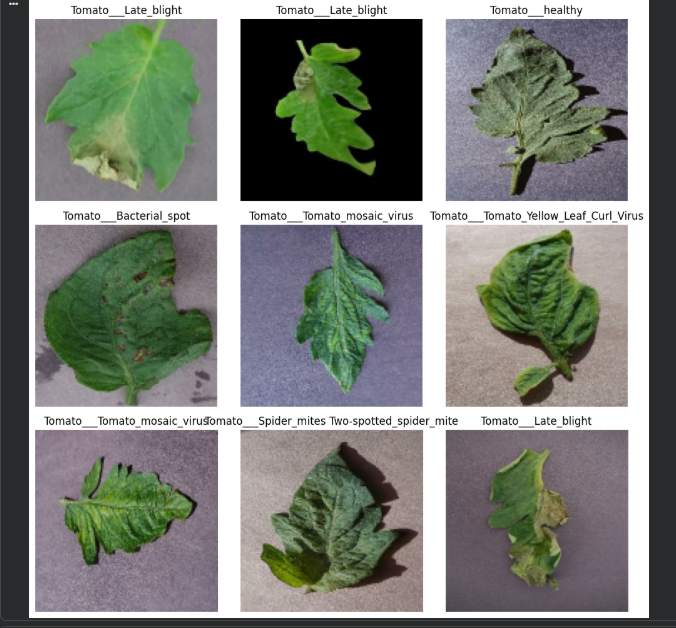 Tomato___Late_blight
Tomato___Late_blight
Tomato___healthy
Tomato___Bacterial_spot
Tomato___Tomato_mosaic_virus
Tomato___Tomato_Yellow_Leaf_Curl_Virus
Tomato___Tomato_mosaic_virus
Tomato___Spider_mites Two-spotted_spider_mite
Tomato___Late_blight